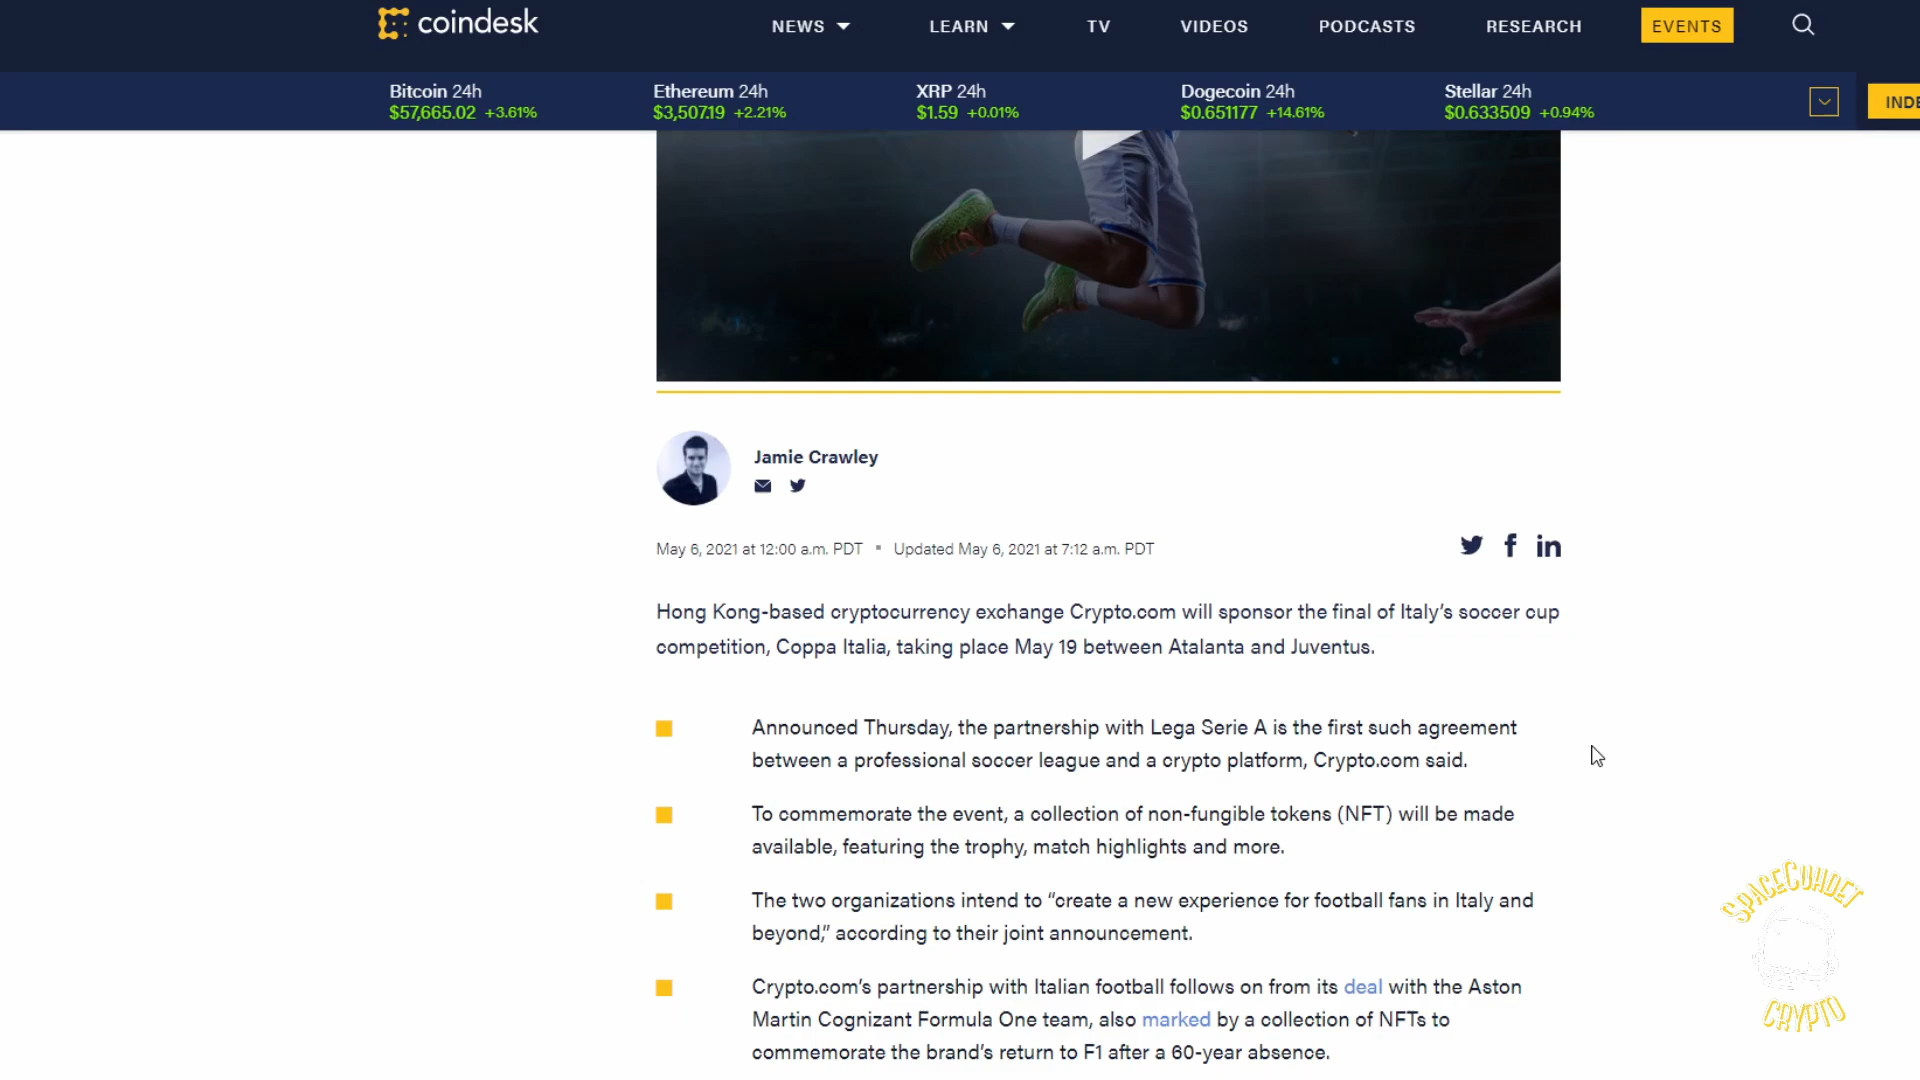 coindesk
NEWS
LEARN
TV
VIDEOS
PODCASTS
RESEARCH
EVENTS
Bitcoin 24h
$57,665.02 +3.61%
Ethereum 24h
$3,507.19 +2.21%
XRP 24h
$1.59 +0.01%
Dogecoin 24h
$0.651177 +14.61%
Stellar 24h
$0.633509 +0.94%
INDE
Jamie Crawley
May 6, 2021 at 12:00 a.m. PDT ▪ Updated May 6, 2021 at 7:12 a.m. PDT
Hong Kong-based cryptocurrency exchange Crypto.com will sponsor the final of Italy’s soccer cup
competition, Coppa Italia, taking place May 19 between Atalanta and Juventus.
Announced Thursday, the partnership with Lega Serie A is the first such agreement
between a professional soccer league and a crypto platform, Crypto.com said.
To commemorate the event, a collection of non-fungible tokens (NFT) will be made
available, featuring the trophy, match highlights and more.
The two organizations intend to “create a new experience for football fans in Italy and
beyond,” according to their joint announcement.
Crypto.com’s partnership with Italian football follows on from its deal with the Aston
Martin Cognizant Formula One team, also marked by a collection of NFTs to
commemorate the brand’s return to F1 after a 60-year absence.
SPACECUHDET
CRYPTO